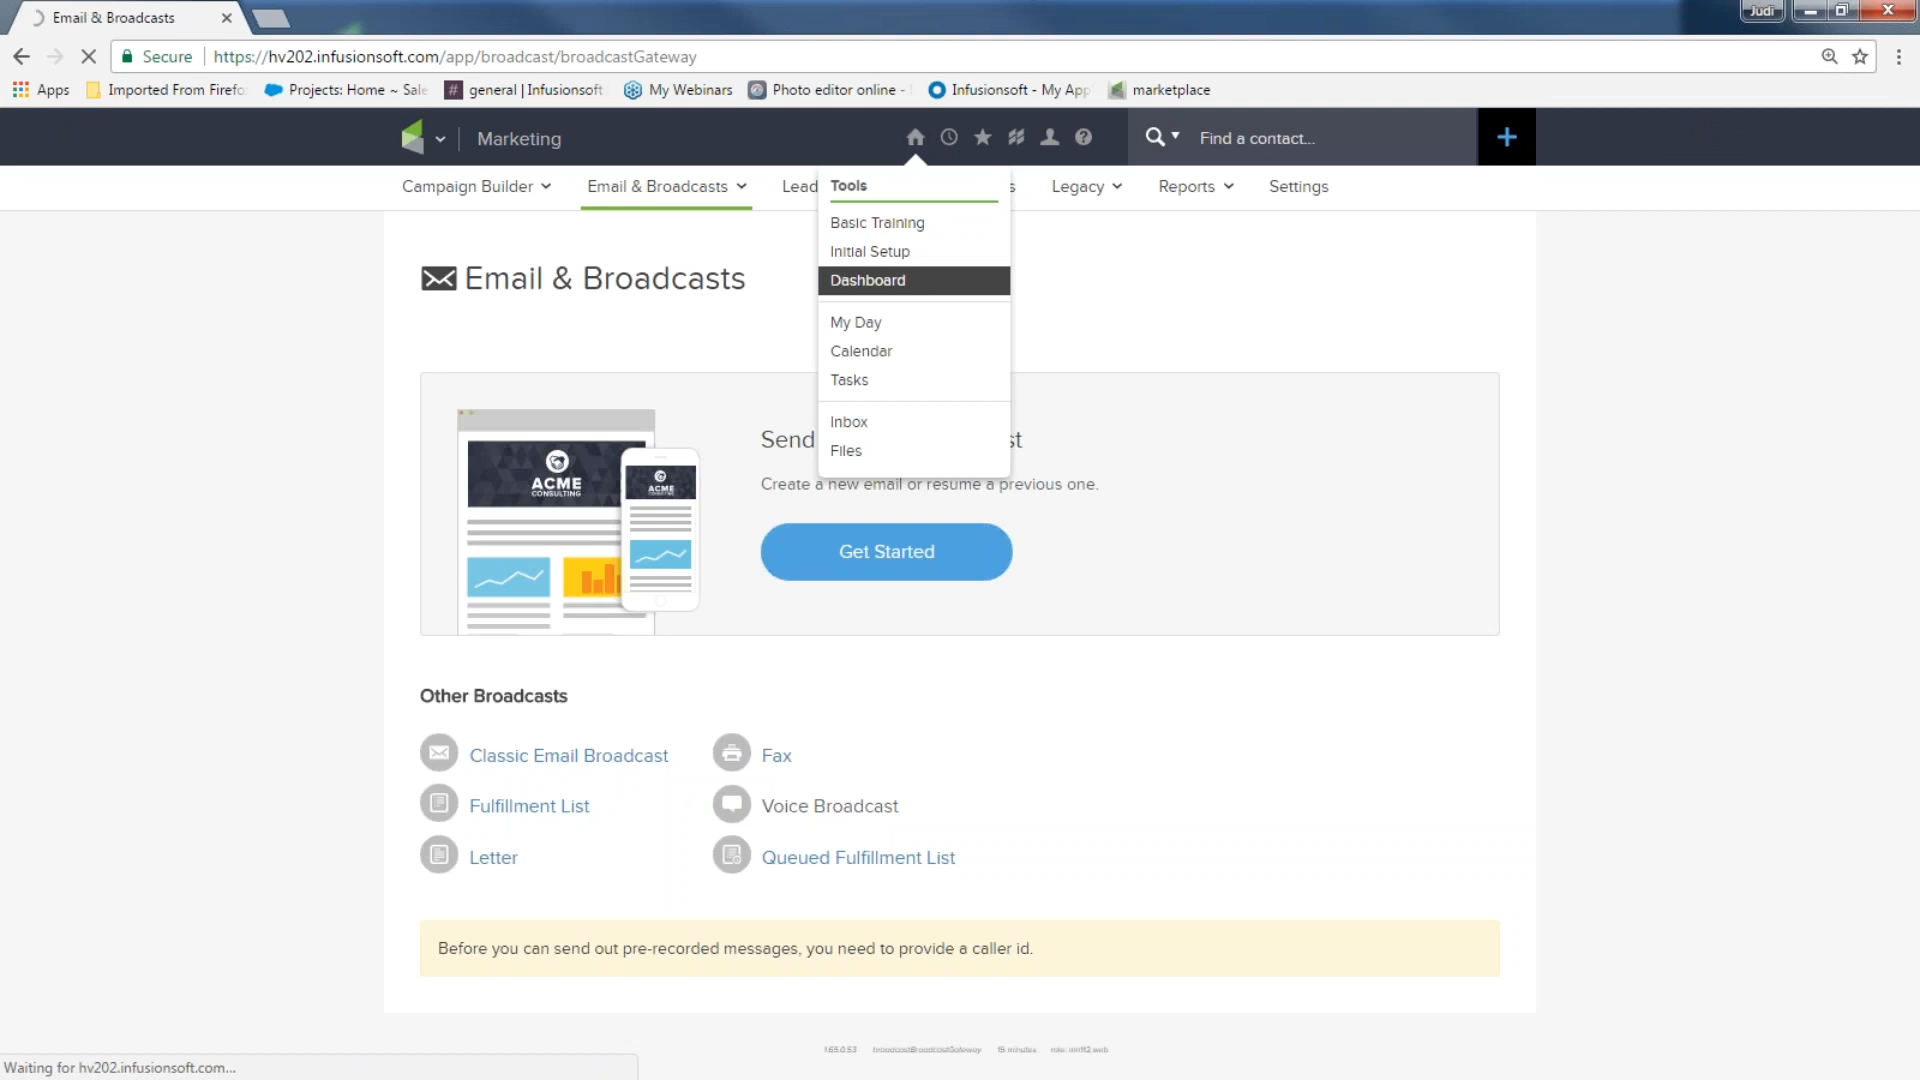 Email & Broadcasts
Judi
Secure
https://hv202.infusionsoft.com/app/broadcast/broadcastGateway
Apps
Imported From Firefo
Projects: Home ~ Sale
general | Infusionsoft
My Webinars
Photo editor online -
Infusionsoft - My App
marketplace
Marketing
Find a contact...
Campaign Builder
Email & Broadcasts
Lead
s
Legacy
Reports
Settings
Tools
Basic Training
Initial Setup
Dashboard
My Day
Calendar
Tasks
Inbox
Files
Email & Broadcasts
ACME
CONSULTING
ACME
CONSULTING
Send
st
Create a new email or resume a previous one.
Get Started
Other Broadcasts
Classic Email Broadcast
Fax
Fulfillment List
Voice Broadcast
Letter
Queued Fulfillment List
Before you can send out pre-recorded messages, you need to provide a caller id.
15 minutes
Waiting for hv202.infusionsoft.com...